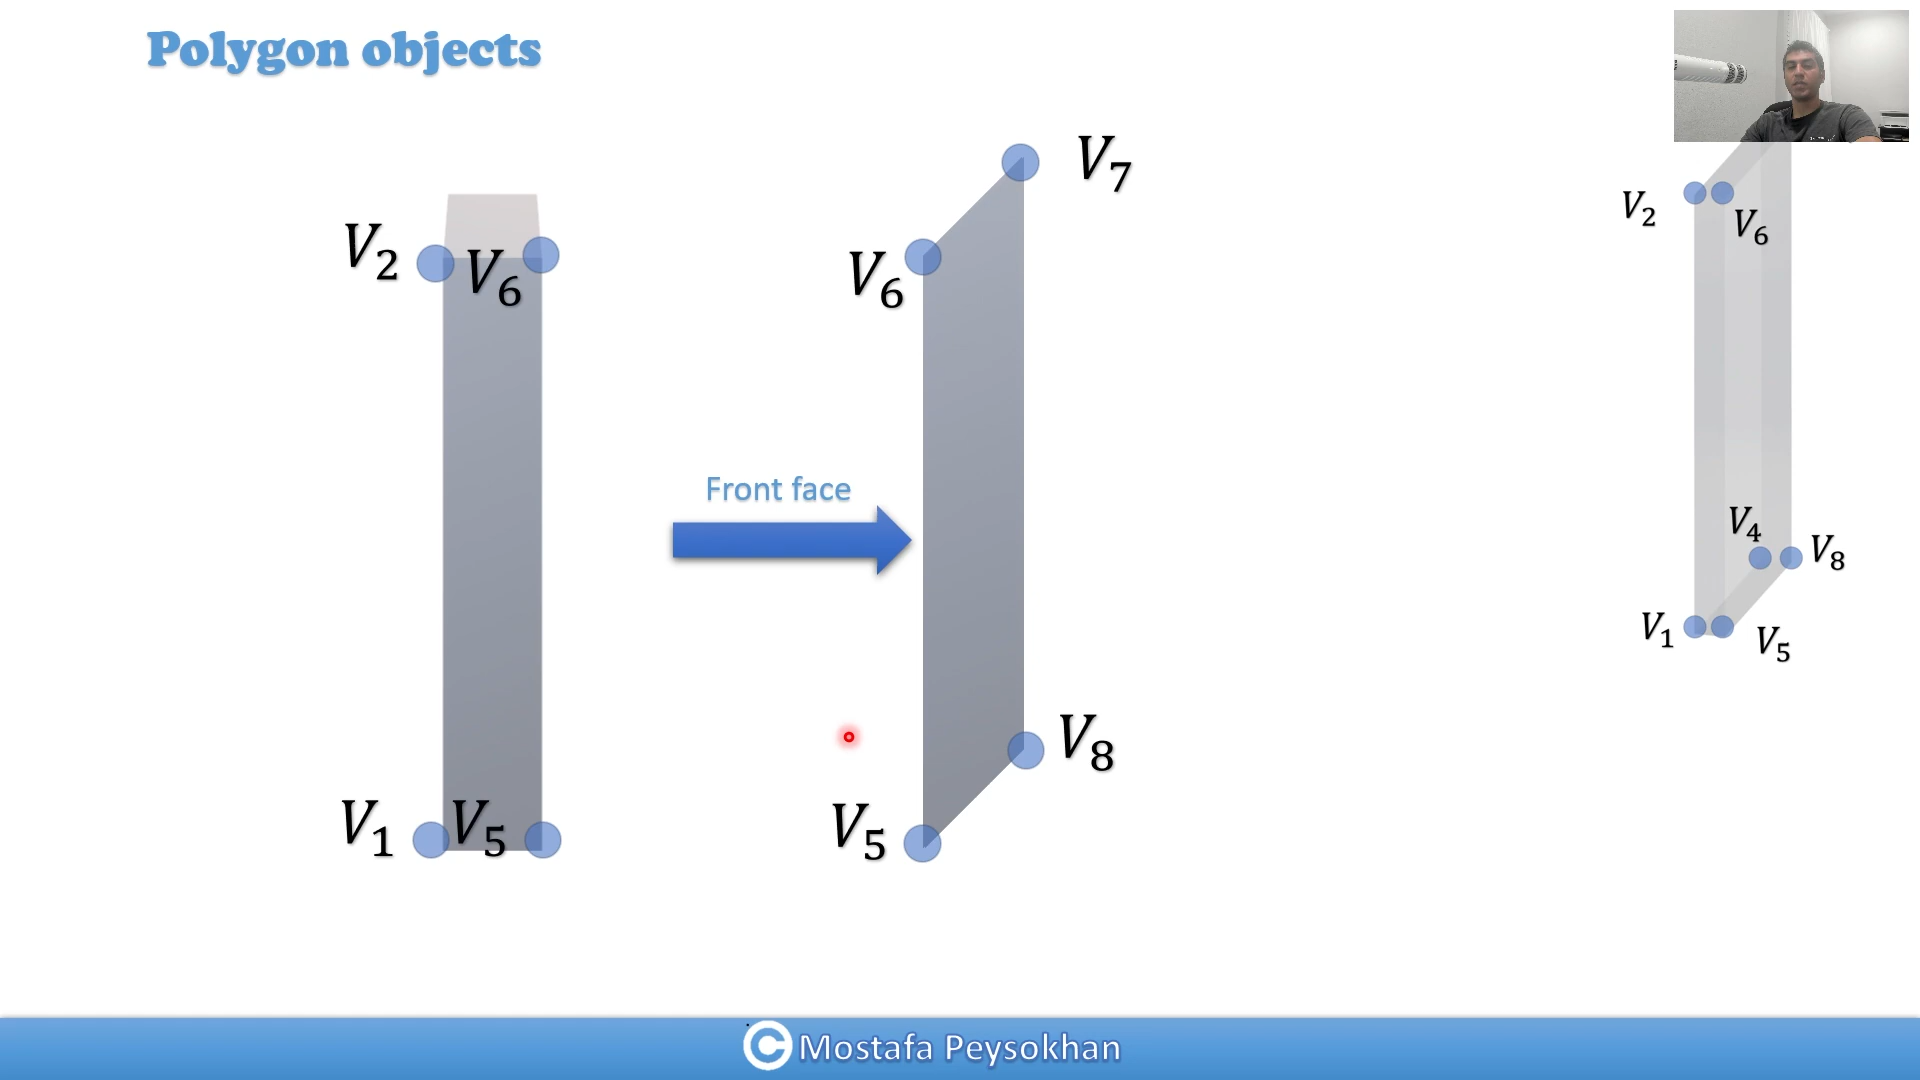 Polygon objects
V7
V2
V6
V6
V2
V6
Front face
V4
V8
V1
V5
V8
V1
V5
V5
© Mostafa Peysokhan